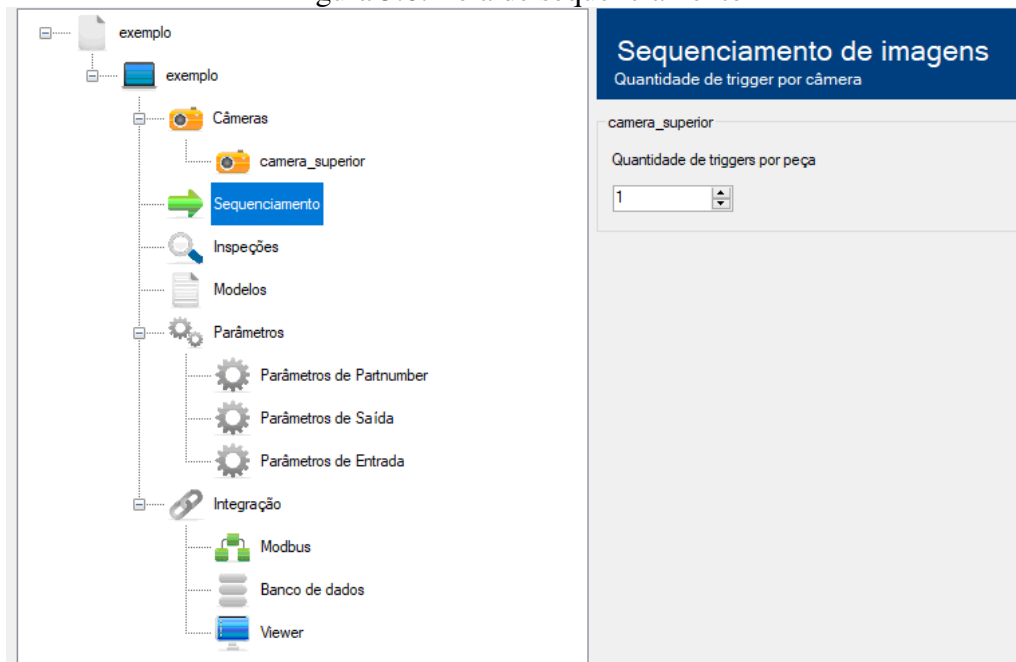 exemplo
exemplo
Câmeras
camera_superior
Sequenciamento
Inspeções
Modelos
Parâmetros
Parâmetros de Partnumber
Parâmetros de Saída
Parâmetros de Entrada
Integração
Modbus
Banco de dados
Viewer
Sequenciamento de imagens
Quantidade de trigger por câmera
camera_superior
Quantidade de triggers por peça
1